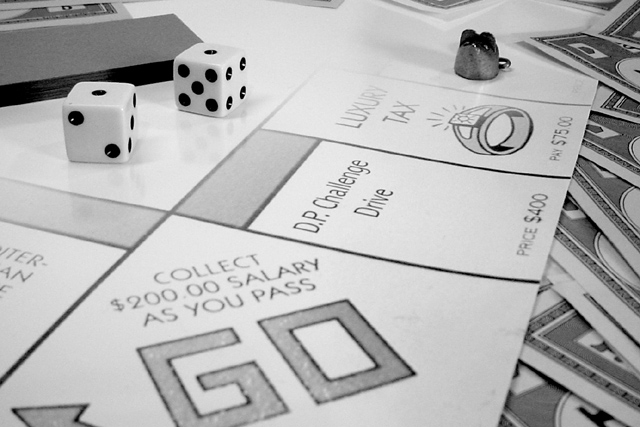 LUXURY
TAX
PAY $75.00
D.P. Challenge
Drive
PRICE $400
COLLECT
$200.00 SALARY
AS YOU PASS
GO